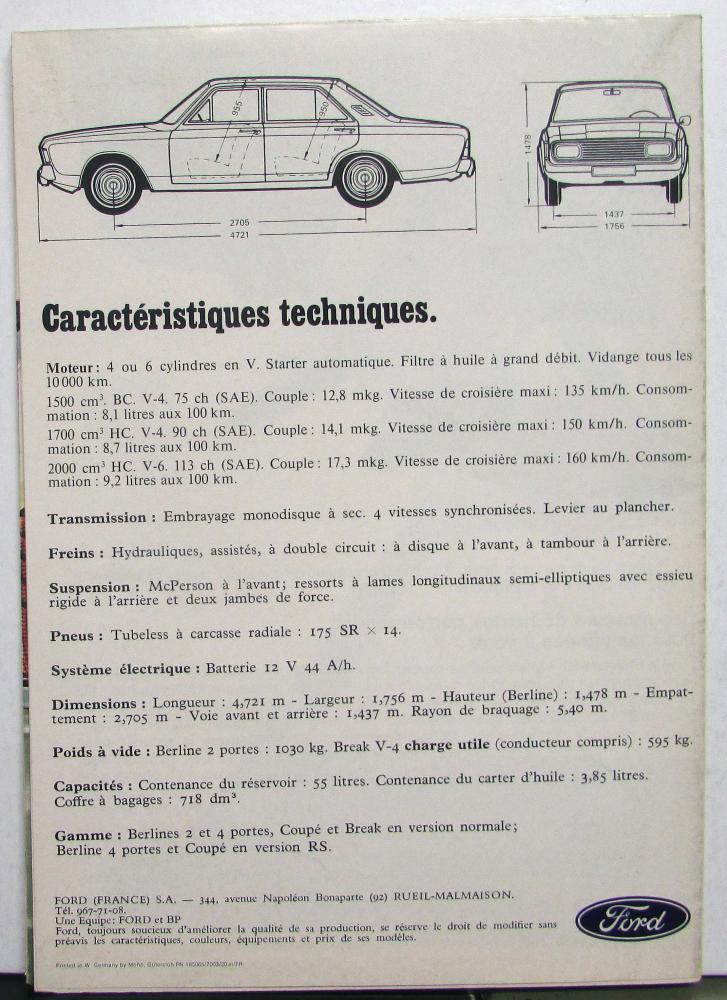 955
950
1478
2705
4721
1437
1756
Caractéristiques techniques.
Moteur : 4 ou 6 cylindres en V. Starter automatique. Filtre à huile à grand débit. Vidange tous les
10 000 km.
1500 cm³. BC. V-4. 75 ch (SAE). Couple : 12,8 mkg. Vitesse de croisière maxi : 135 km/h. Consom-
mation : 8,1 litres aux 100 km.
1700 cm³ HC. V-4. 90 ch (SAE). Couple : 14,1 mkg. Vitesse de croisière maxi : 150 km/h. Consom-
mation : 8,7 litres aux 100 km.
2000 cm³ HC. V-6. 113 ch (SAE). Couple : 17,3 mkg. Vitesse de croisière maxi : 160 km/h. Consom-
mation : 9,2 litres aux 100 km.
Transmission : Embrayage monodisque à sec. 4 vitesses synchronisées. Levier au plancher.
Freins : Hydrauliques, assistés, à double circuit : à disque à l'avant, à tambour à l'arrière.
Suspension : McPerson à l'avant; ressorts à lames longitudinaux semi-elliptiques avec essieu
rigide à l'arrière et deux jambes de force.
Pneus : Tubeless à carcasse radiale : 175 SR × 14.
Système électrique : Batterie 12 V 44 A/h.
Dimensions : Longueur : 4,721 m - Largeur : 1,756 m - Hauteur (Berline) : 1,478 m - Empat-
tement : 2,705 m - Voie avant et arrière : 1,437 m. Rayon de braquage : 5,40 m.
Poids à vide : Berline 2 portes : 1030 kg. Break V-4 charge utile (conducteur compris) : 595 kg.
Capacités : Contenance du réservoir : 55 litres. Contenance du carter d'huile : 3,85 litres.
Coffre à bagages : 718 dm³.
Gamme : Berlines 2 et 4 portes, Coupé et Break en version normale;
Berline 4 portes et Coupé en version RS.
FORD (FRANCE) S.A. — 344, avenue Napoléon Bonaparte (92) RUEIL-MALMAISON.
Tél. 967-71-08.
Une Equipe: FORD et BP
Ford, toujours soucieux d'améliorer la qualité de sa production, se réserve le droit de modifier sans
préavis les caractéristiques, couleurs, équipements et prix de ses modèles.
Ford
Printed in W. Germany by Mohn, Gütersloh